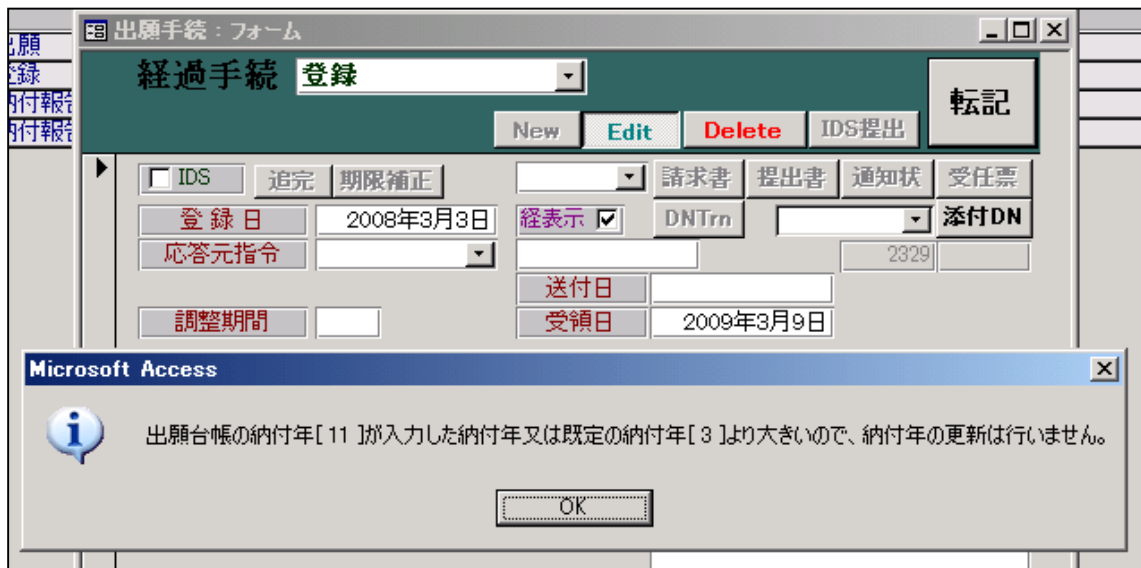 出願手続：フォーム
出願
登録
納付報告
納付報告
経過手続 登録
転記
New Edit Delete IDS提出
IDS 追完 期限補正 請求書 提出書 通知状 受任票
登録日 2008年3月3日 経表示 DNTrn 添付DN
応答元指令 2329
送付日
調整期間 受領日 2009年3月9日
Microsoft Access
出願台帳の納付年[ 11 ]が入力した納付年又は既定の納付年[ 3 ]より大きいので、納付年の更新は行いません。
OK